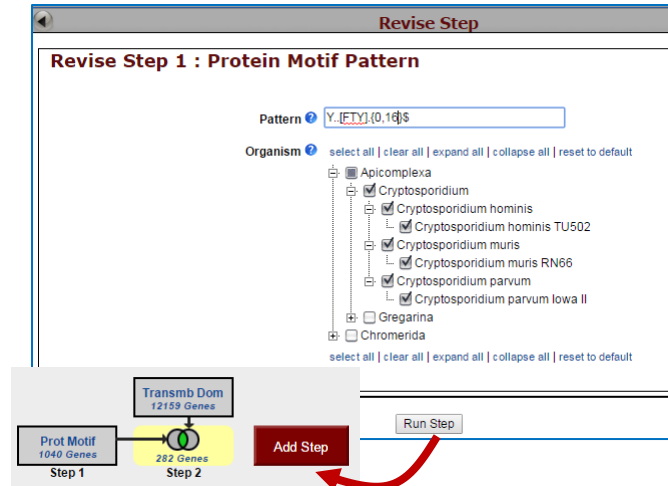 Revise Step
Revise Step 1 : Protein Motif Pattern
Pattern ? Y..[FTY].{0,16}$
Organism ? select all | clear all | expand all | collapse all | reset to default
Apicomplexa
Cryptosporidium
Cryptosporidium hominis
Cryptosporidium hominis TU502
Cryptosporidium muris
Cryptosporidium muris RN66
Cryptosporidium parvum
Cryptosporidium parvum Iowa II
Gregarina
Chromerida
select all | clear all | expand all | collapse all | reset to default
Run Step
Transmb Dom
12159 Genes
Prot Motif
1040 Genes
282 Genes
Add Step
Step 1
Step 2